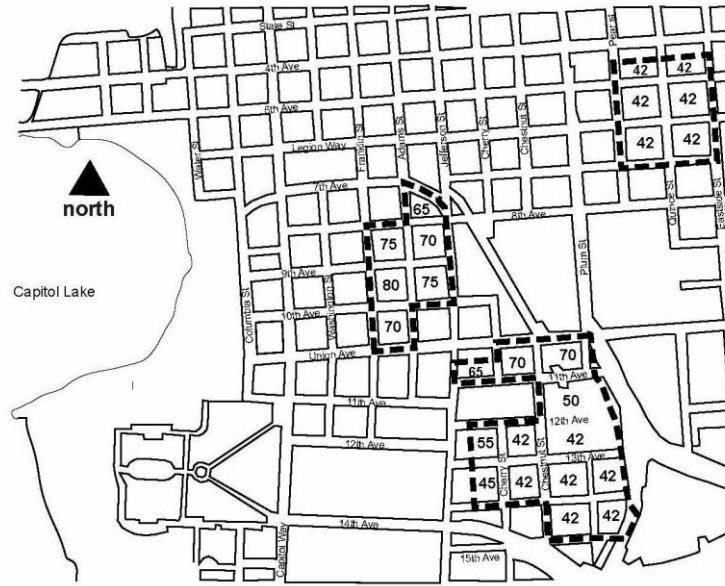 State St
Pear St
4th Ave
42 42
5th Ave
42 42
Legion Way
Water St
Franklin St
Adams St
Jefferson St
Cherry St
Chestnut St
42 42
7th Ave
north
65
8th Ave
Quince St
Eastside St
75 70
Plum St
9th Ave
Capitol Lake
80 75
Columbia St
10th Ave
Washington St
70
Union Ave
65 70 70
11th Ave
11th Ave
50
12th Ave
12th Ave
55 42 42
13th Ave
45 42 42 42
Cherry St
Chestnut St
14th Ave
42 42
Capitol Way
15th Ave